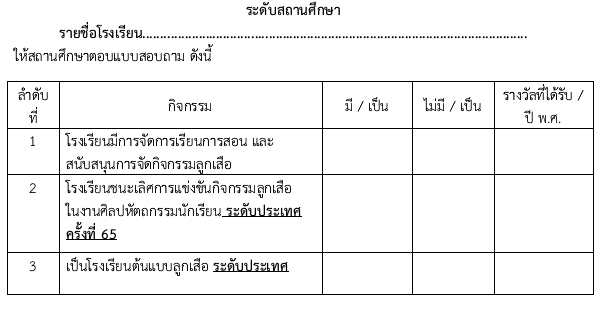 ระดับสถานศึกษา
รายชื่อโรงเรียน.............................................................................................................
ให้สถานศึกษาตอบแบบสอบถาม ดังนี้
ลำดับที่ กิจกรรม มี / เป็น ไม่มี / เป็น รางวัลที่ได้รับ / ปี พ.ศ.
1 โรงเรียนมีการจัดการเรียนการสอน และ
สนับสนุนการจัดกิจกรรมลูกเสือ
2 โรงเรียนชนะเลิศการแข่งขันกิจกรรมลูกเสือ
ในงานศิลปหัตถกรรมนักเรียน ระดับประเทศ
ครั้งที่ 65
3 เป็นโรงเรียนต้นแบบลูกเสือ ระดับประเทศ